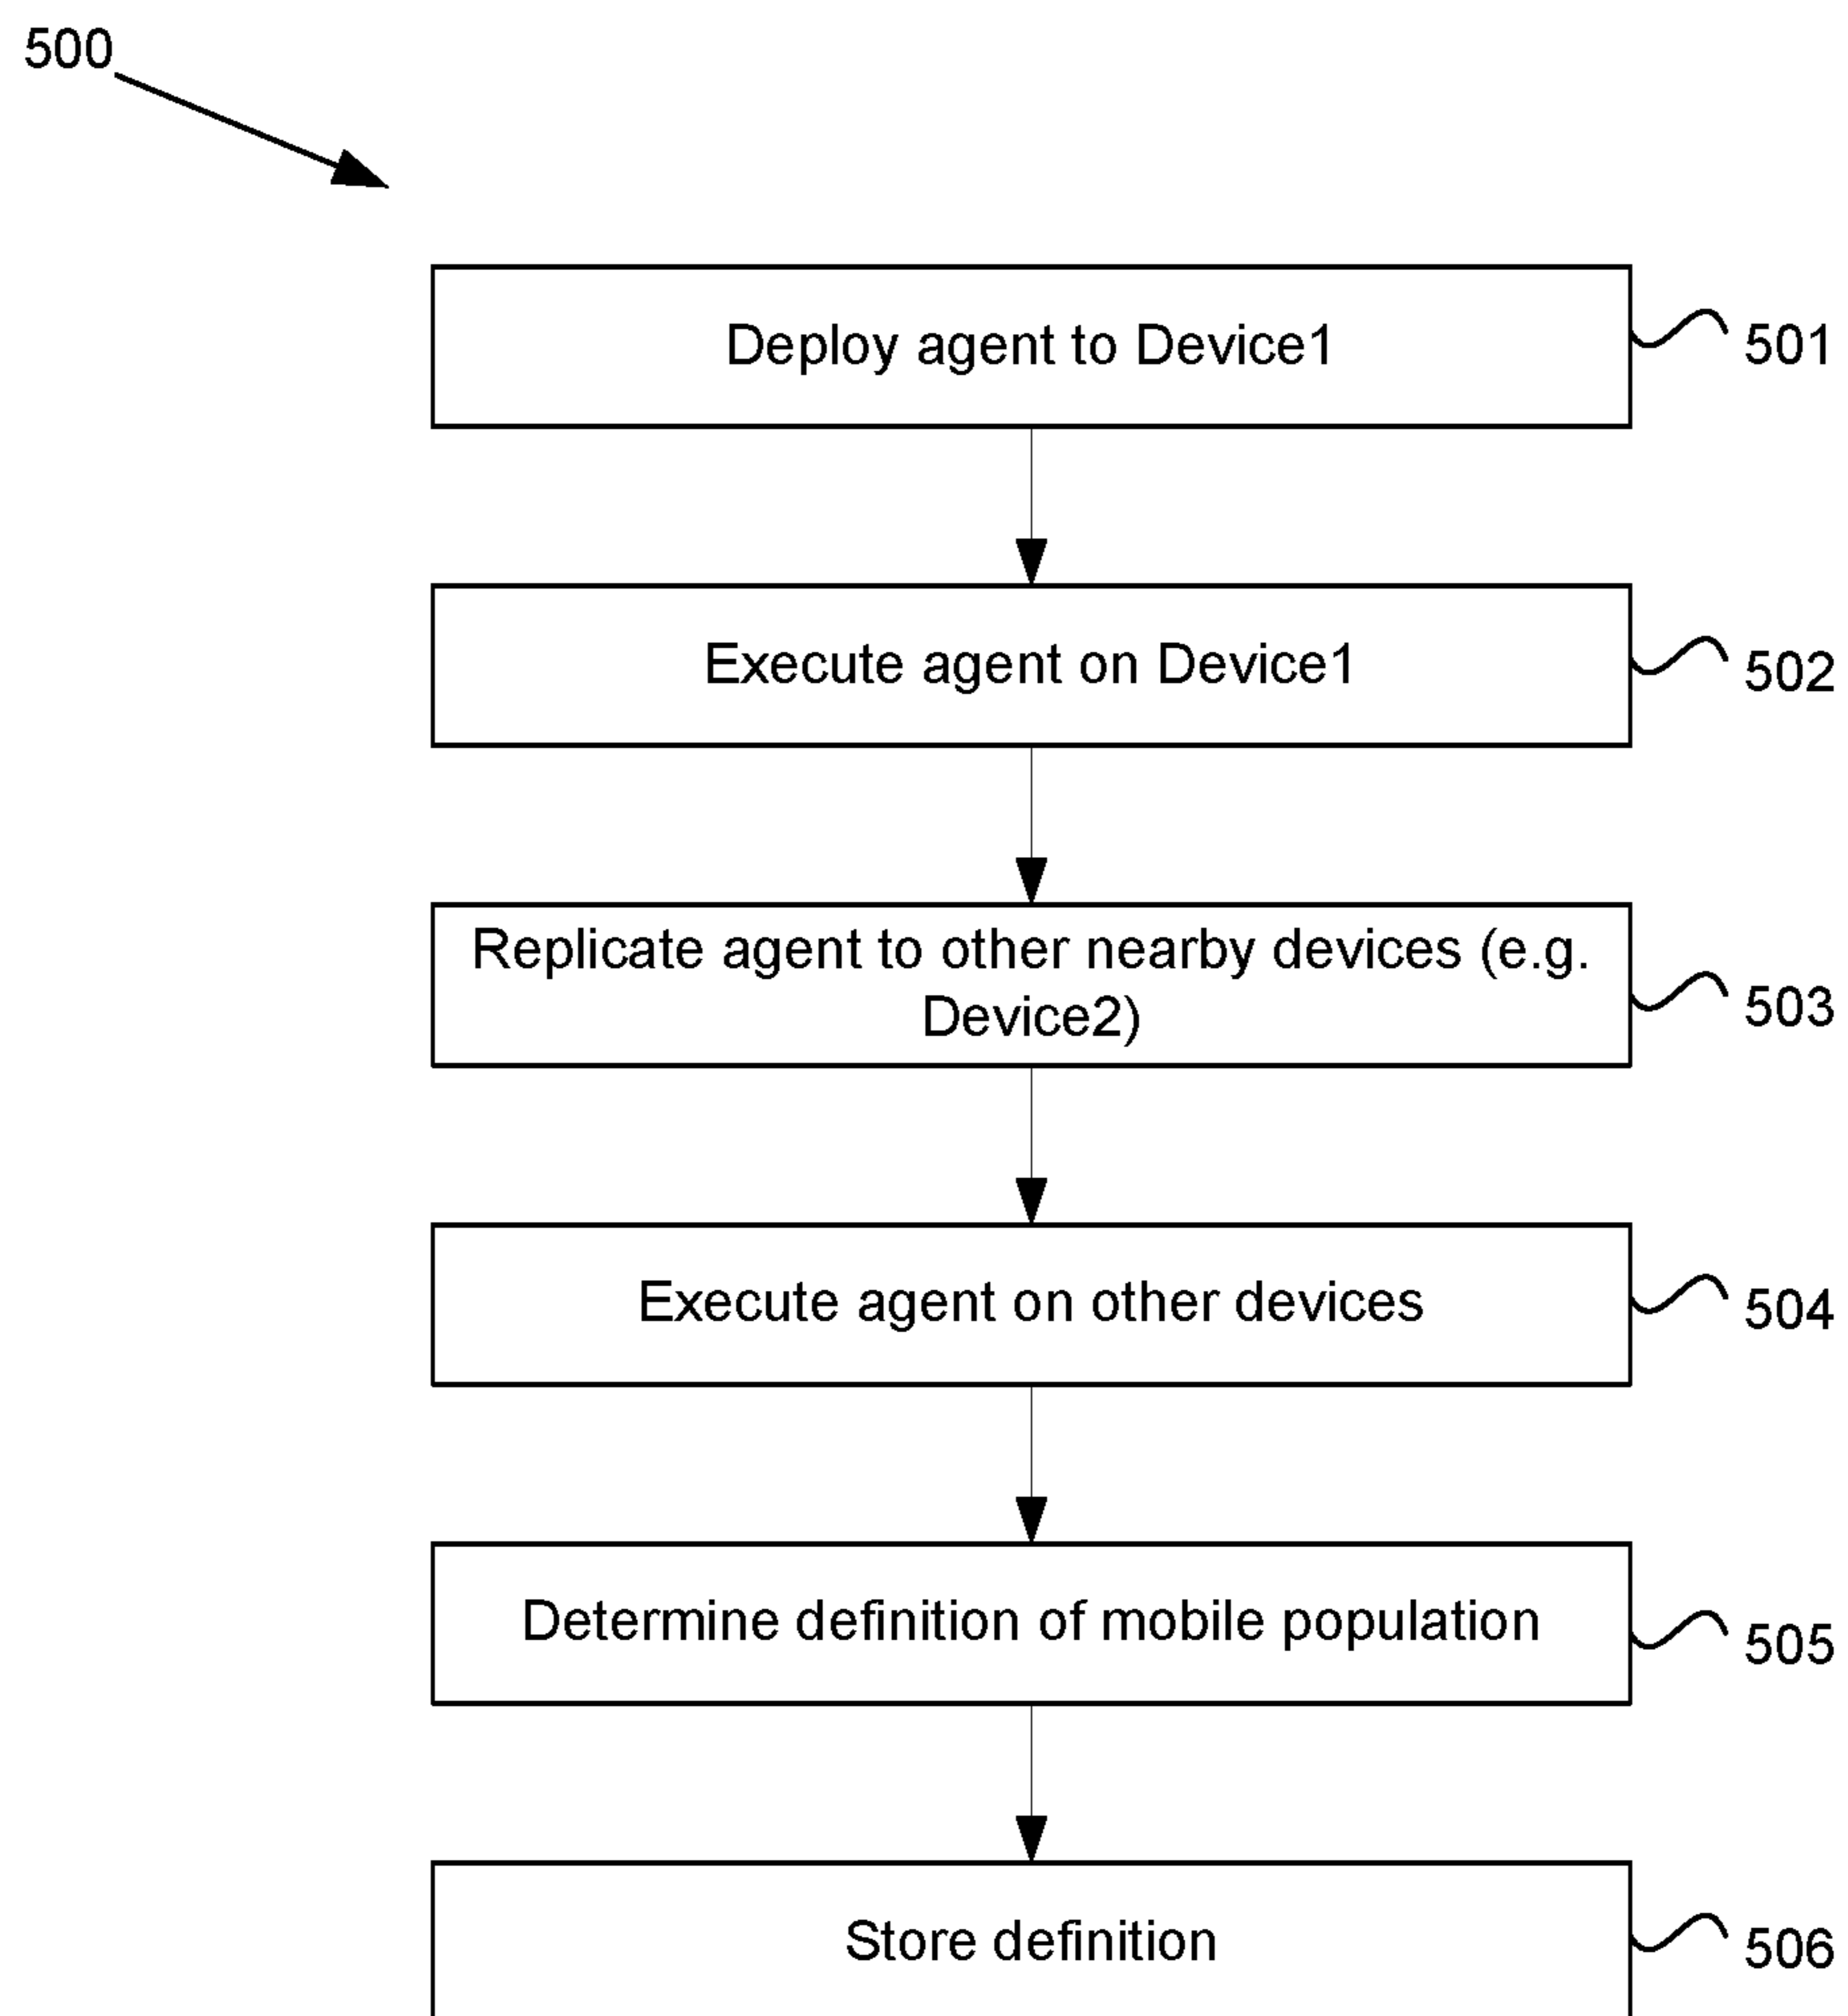 500
Deploy agent to Device1
501
Execute agent on Device1
502
Replicate agent to other nearby devices (e.g.
Device2)
503
Execute agent on other devices
504
Determine definition of mobile population
505
Store definition
506